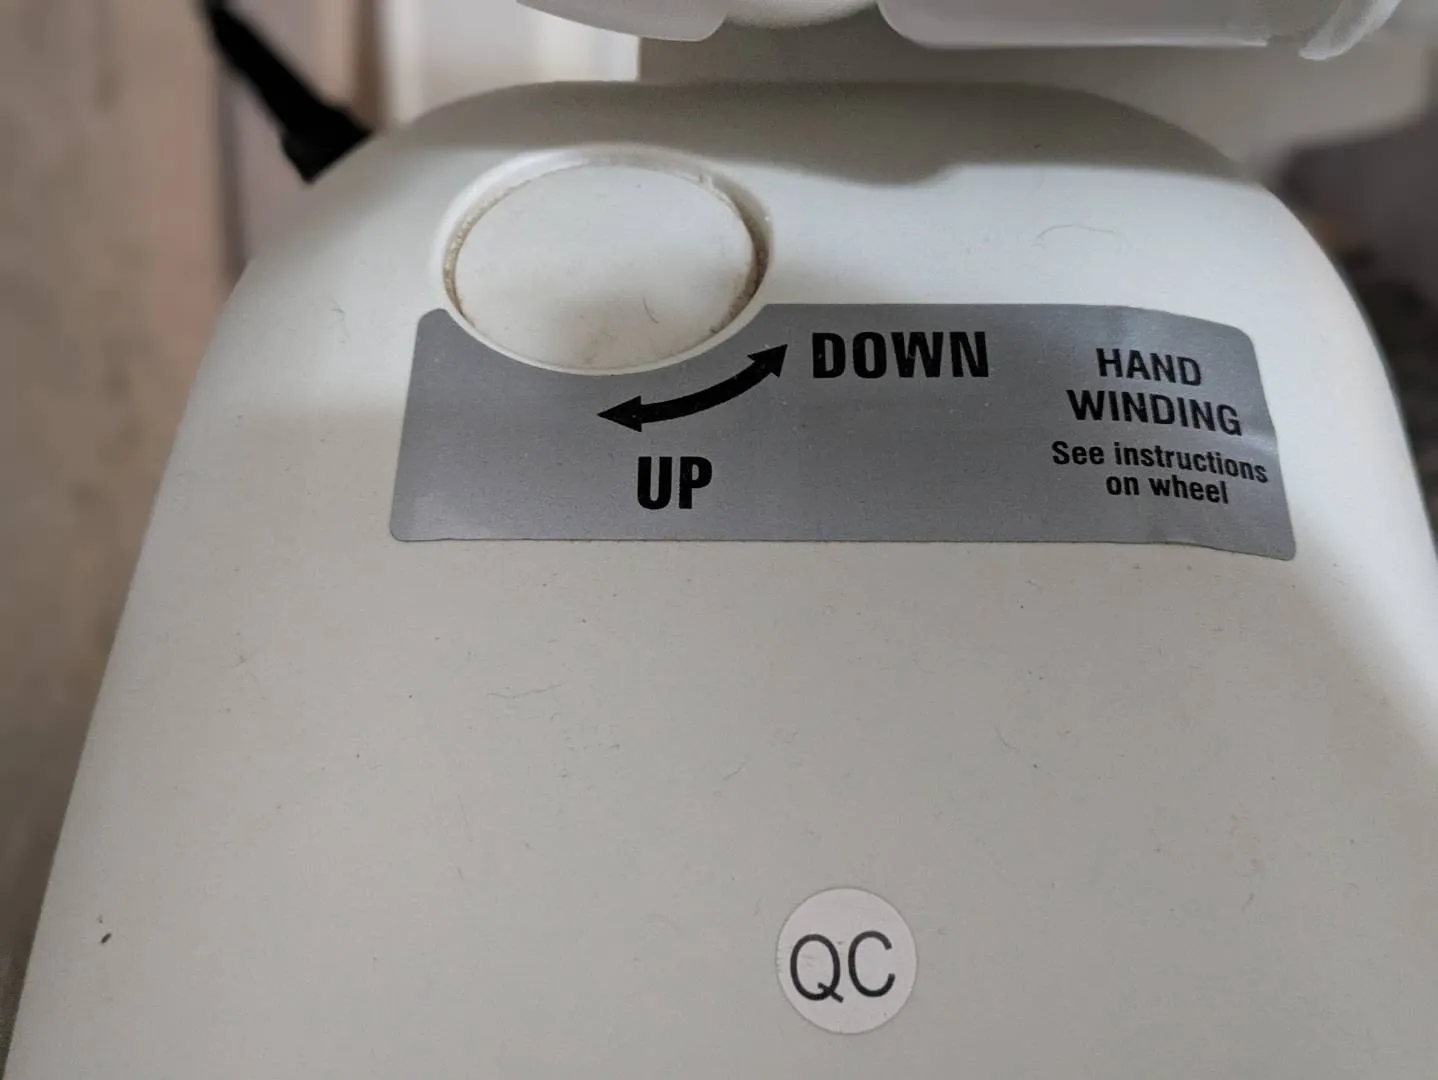 DOWN
UP
HAND
WINDING
See instructions
on wheel
QC